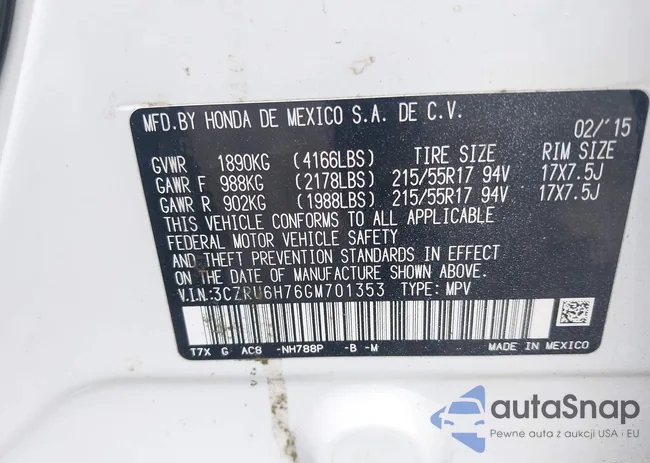 MFD.BY HONDA DE MEXICO S.A. DE C.V.
02/'15
GVWR 1890KG (4166LBS) TIRE SIZE RIM SIZE
GAWR F 988KG (2178LBS) 215/55R17 94V 17X7.5J
GAWR R 902KG (1988LBS) 215/55R17 94V 17X7.5J
THIS VEHICLE CONFORMS TO ALL APPLICABLE
FEDERAL MOTOR VEHICLE SAFETY
AND THEFT PREVENTION STANDARDS IN EFFECT
ON THE DATE OF MANUFACTURE SHOWN ABOVE.
V.I.N:3CZRU6H76GM701353 TYPE: MPV
T7X G AC8 -NH788P -B -M MADE IN MEXICO
autaSnap
Pewne auta z aukcji USA i EU